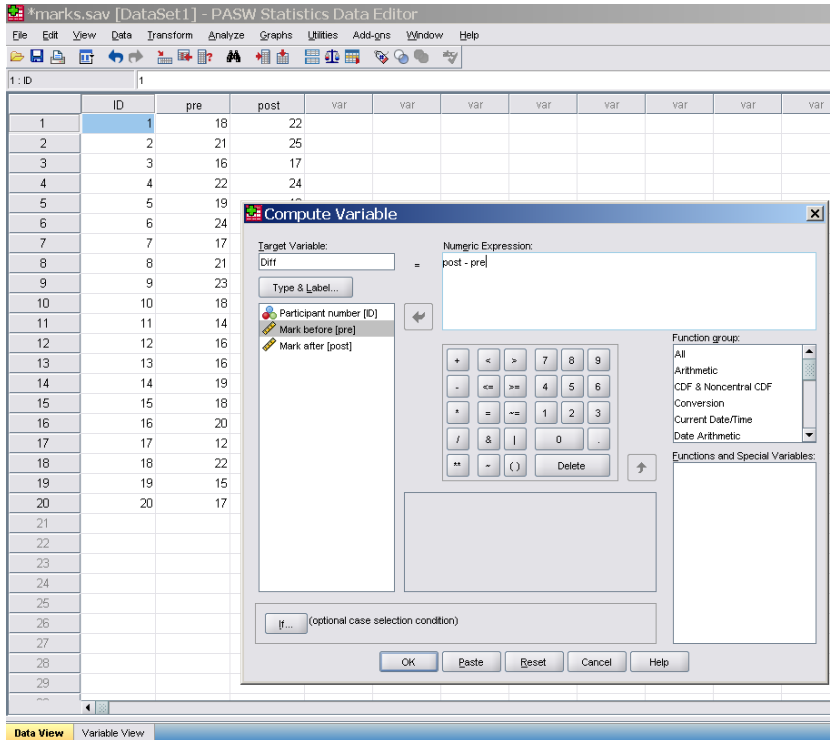 *marks.sav [DataSet1] - PASW Statistics Data Editor
File Edit View Data Transform Analyze Graphs Utilities Add-ons Window Help
1 : ID 1
ID pre post var var var var var var var
1 1 18 22
2 2 21 25
3 3 16 17
4 4 22 24
5 5 19
6 6 24
7 7 17
8 8 21
9 9 23
10 10 18
11 11 14
12 12 16
13 13 16
14 14 19
15 15 18
16 16 20
17 17 12
18 18 22
19 19 15
20 20 17
21
22
23
24
25
26
27
28
29
Compute Variable
Target Variable:
Diff
=
Numeric Expression:
post - pre
Type & Label...
Participant number [ID]
Mark before [pre]
Mark after [post]
+ < > 7 8 9
- <= >= 4 5 6
* = ~= 1 2 3
/ & | 0 .
** ~ ( ) Delete
Function group:
All
Arithmetic
CDF & Noncentral CDF
Conversion
Current Date/Time
Date Arithmetic
Functions and Special Variables:
If... (optional case selection condition)
OK Paste Reset Cancel Help
Data View Variable View